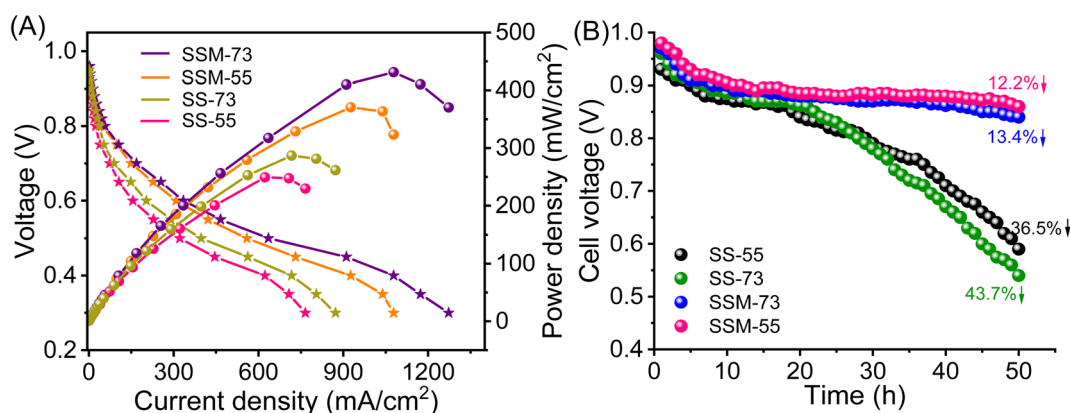 (A)
Voltage (V)
1.0
0.8
0.6
0.4
0.2
SSM-73
SSM-55
SS-73
SS-55
500
400
300
200
100
0
Power density (mW/cm²)
0 300 600 900 1200
Current density (mA/cm²)
(B)
Cell voltage (V)
1.0
0.9
0.8
0.7
0.6
0.5
0.4
12.2%↓
13.4%↓
36.5%↓
43.7%↓
SS-55
SS-73
SSM-73
SSM-55
0 10 20 30 40 50
Time (h)